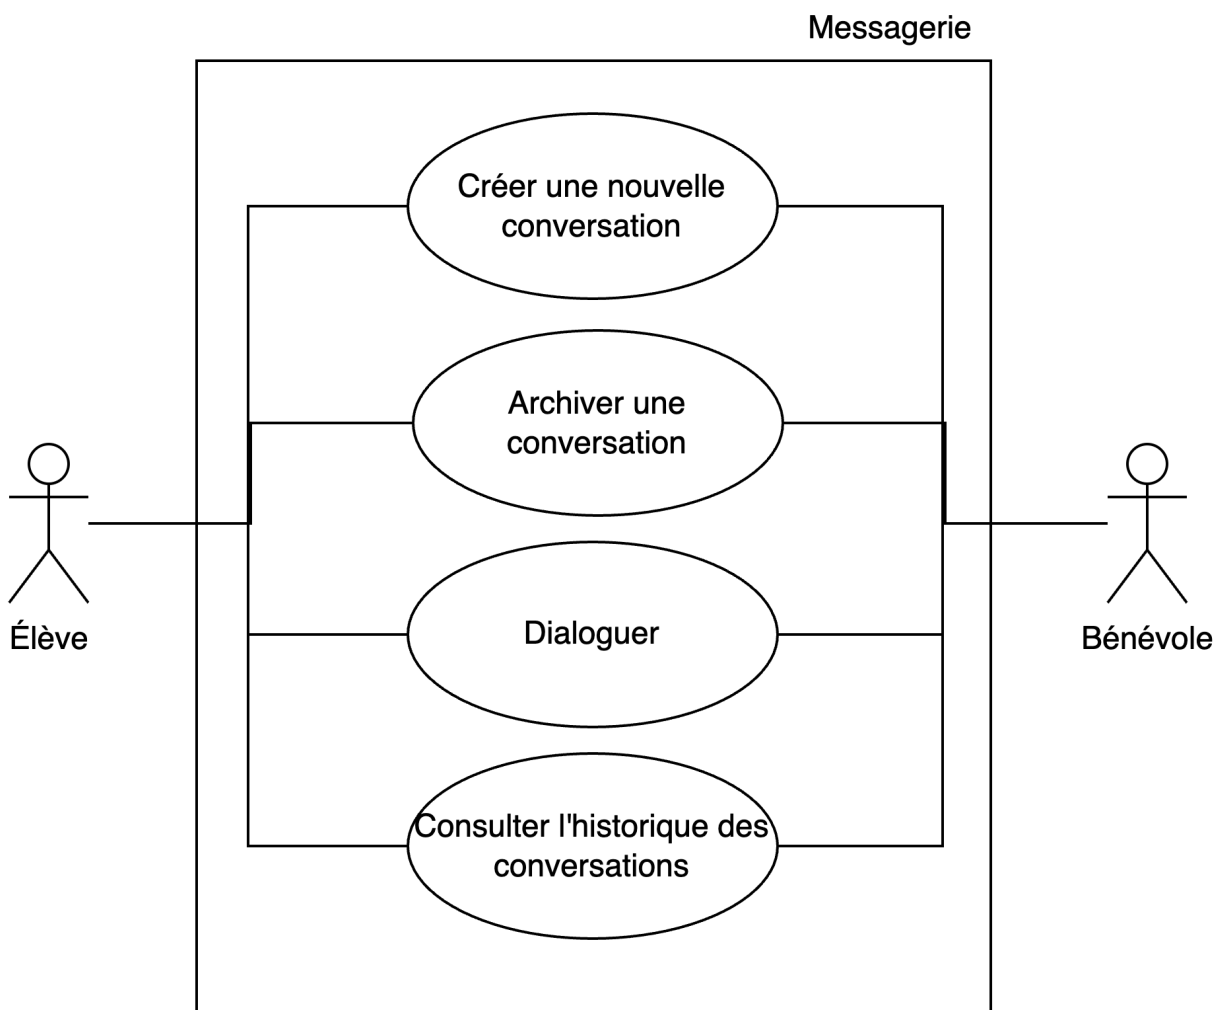 Messagerie
Créer une nouvelle
conversation
Archiver une
conversation
Élève
Dialoguer
Bénévole
Consulter l'historique des
conversations